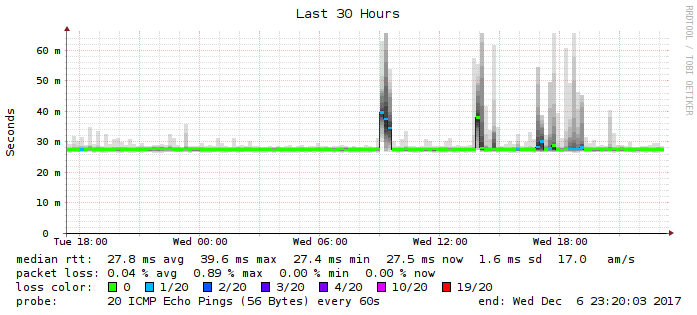 Last 30 Hours
RRDTOOL / TOBI OETIKER
Seconds
60 m
50 m
40 m
30 m
20 m
10 m
0
Tue 18:00 Wed 00:00 Wed 06:00 Wed 12:00 Wed 18:00
median rtt: 27.8 ms avg 39.6 ms max 27.4 ms min 27.5 ms now 1.6 ms sd 17.0 am/s
packet loss: 0.04 % avg 0.89 % max 0.00 % min 0.00 % now
loss color: 0 1/20 2/20 3/20 4/20 10/20 19/20
probe: 20 ICMP Echo Pings (56 Bytes) every 60s end: Wed Dec 6 23:20:03 2017